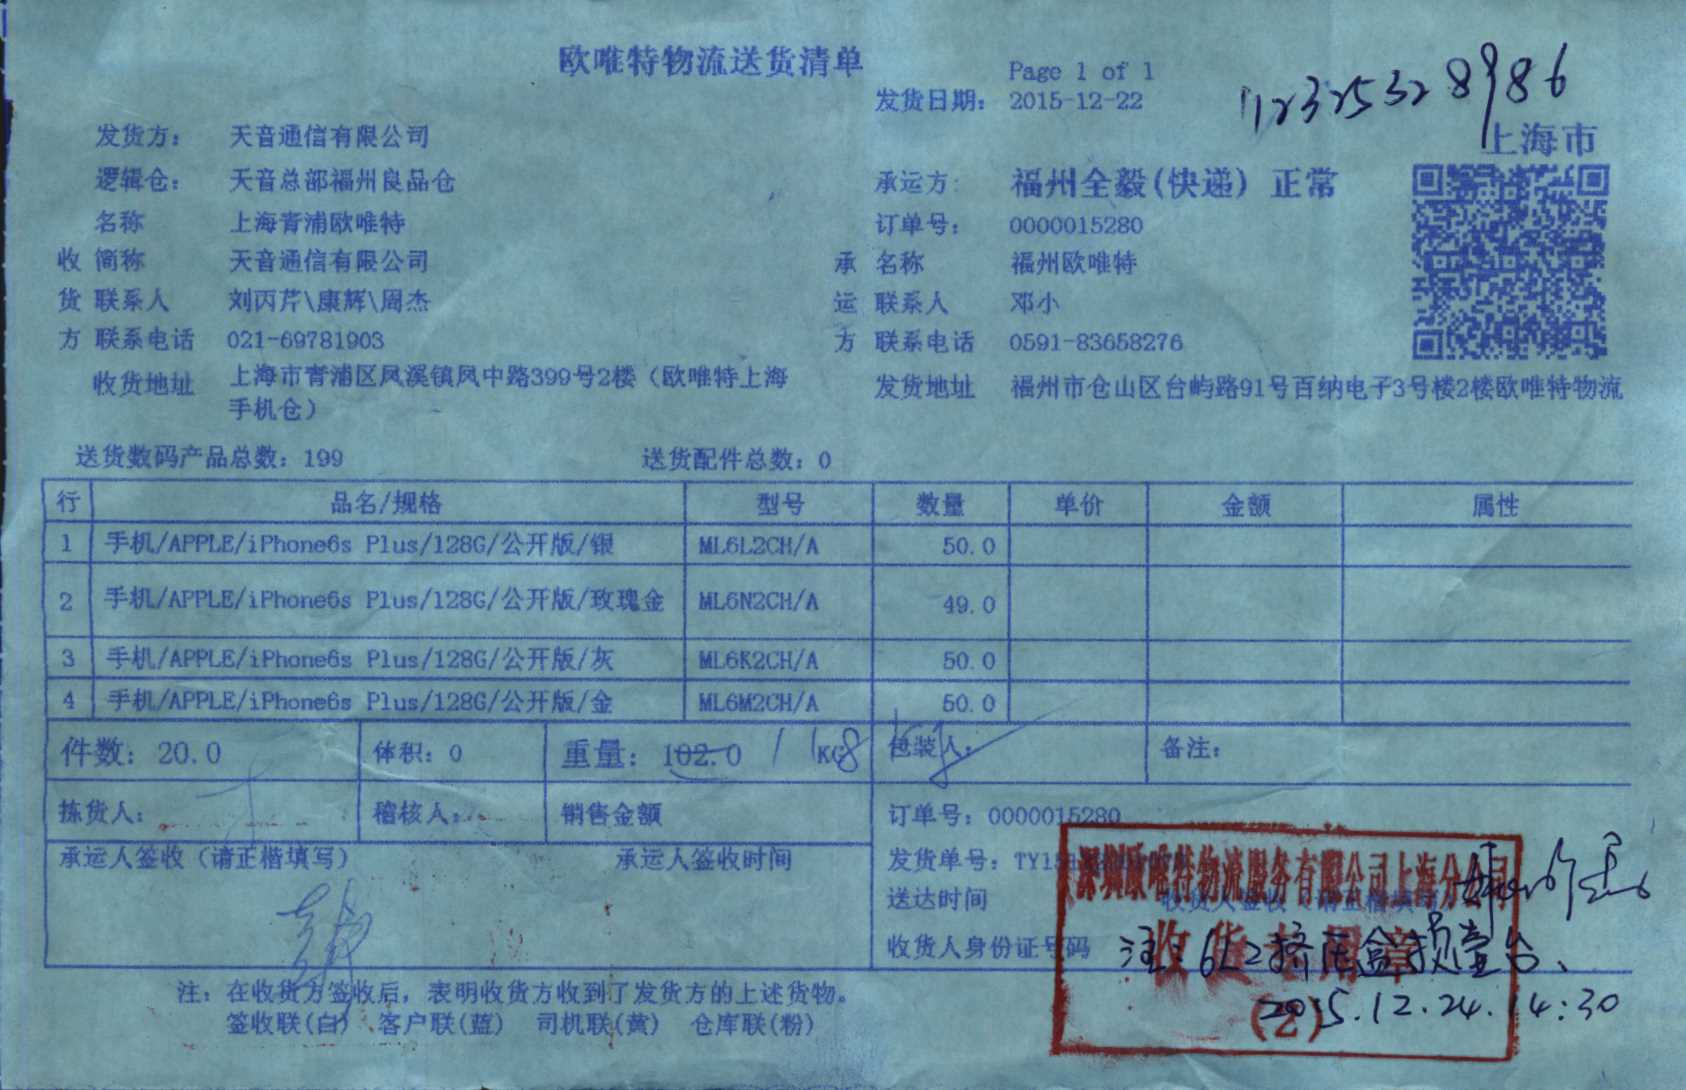 欧唯特物流送货清单
Page 1 of 1
发货日期: 2015-12-22
上海市
发货方: 天音通信有限公司
逻辑仓: 天音总部福州良品仓
承运方: 福州全毅(快递) 正常
名称 上海青浦欧唯特
订单号: 0000015280
收 简称 天音通信有限公司
承 名称 福州欧唯特
货 联系人 刘丙芹\康辉\周杰
运 联系人 邓小
方 联系电话 021-69781903
方 联系电话 0591-83658276
收货地址 上海市青浦区凤溪镇凤中路399号2楼（欧唯特上海
手机仓）
发货地址 福州市仓山区台屿路91号百纳电子3号楼2楼欧唯特物流
送货数码产品总数: 199 送货配件总数: 0
行 品名/规格 型号 数量 单价 金额 属性
1 手机/APPLE/iPhone6s Plus/128G/公开版/银 ML6L2CH/A 50.0
2 手机/APPLE/iPhone6s Plus/128G/公开版/玫瑰金 ML6N2CH/A 49.0
3 手机/APPLE/iPhone6s Plus/128G/公开版/灰 ML6K2CH/A 50.0
4 手机/APPLE/iPhone6s Plus/128G/公开版/金 ML6M2CH/A 50.0
件数: 20.0 体积: 0 重量: 102.0 KG 包装人: 备注:
拣货人: 稽核人: 销售金额 订单号: 0000015280
承运人签收（请正楷填写） 承运人签收时间
发货单号:
深圳欧唯特物流服务有限公司上海分公司
送达时间
收货人身份证号码
收货专用章
(2)
2015.12.24.14:30
注: 在收货方签收后, 表明收货方收到了发货方的上述货物。
签收联(白) 客户联(蓝) 司机联(黄) 仓库联(粉)